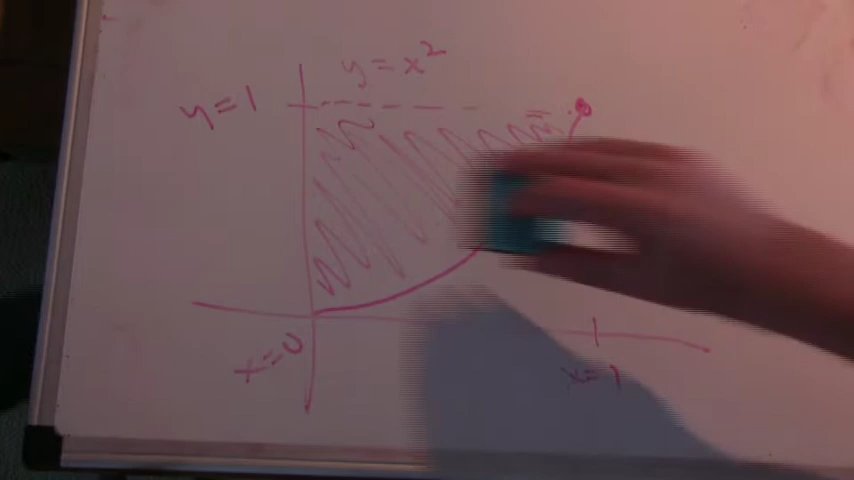 y=x²
y=1
x=0
x=1